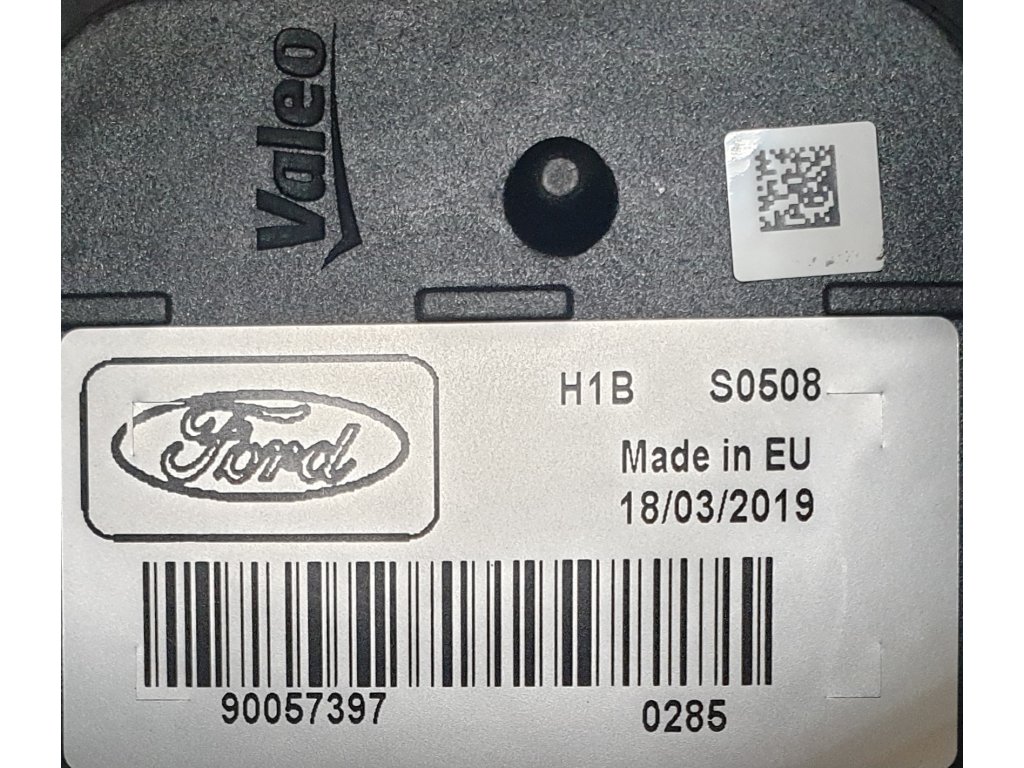 Valeo
Ford
H1B S0508
Made in EU
18/03/2019
90057397 0285